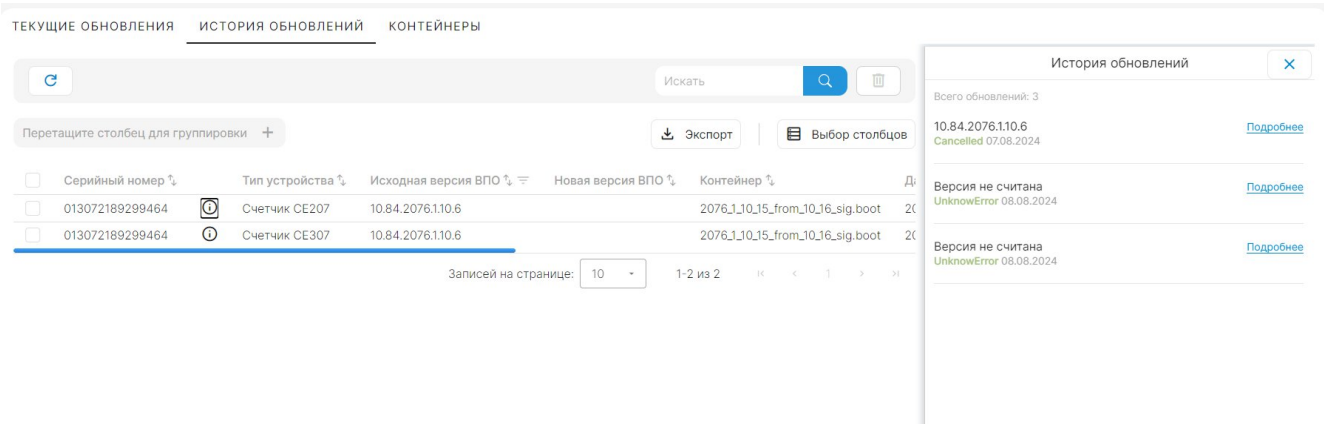 ТЕКУЩИЕ ОБНОВЛЕНИЯ ИСТОРИЯ ОБНОВЛЕНИЙ КОНТЕЙНЕРЫ
Искать
Перетащите столбец для группировки +
Экспорт Выбор столбцов
Серийный номер Тип устройства Исходная версия ВПО Новая версия ВПО Контейнер Да
013072189299464 Счетчик СЕ207 10.84.2076.1.10.6 2076_1_10_15_from_10_16_sig.boot 20
013072189299464 Счетчик СЕ307 10.84.2076.1.10.6 2076_1_10_15_from_10_16_sig.boot 20
Записей на странице: 10 1-2 из 2 1
История обновлений
Всего обновлений: 3
10.84.2076.1.10.6 Подробнее
Cancelled 07.08.2024
Версия не считана Подробнее
UnknowError 08.08.2024
Версия не считана Подробнее
UnknowError 08.08.2024